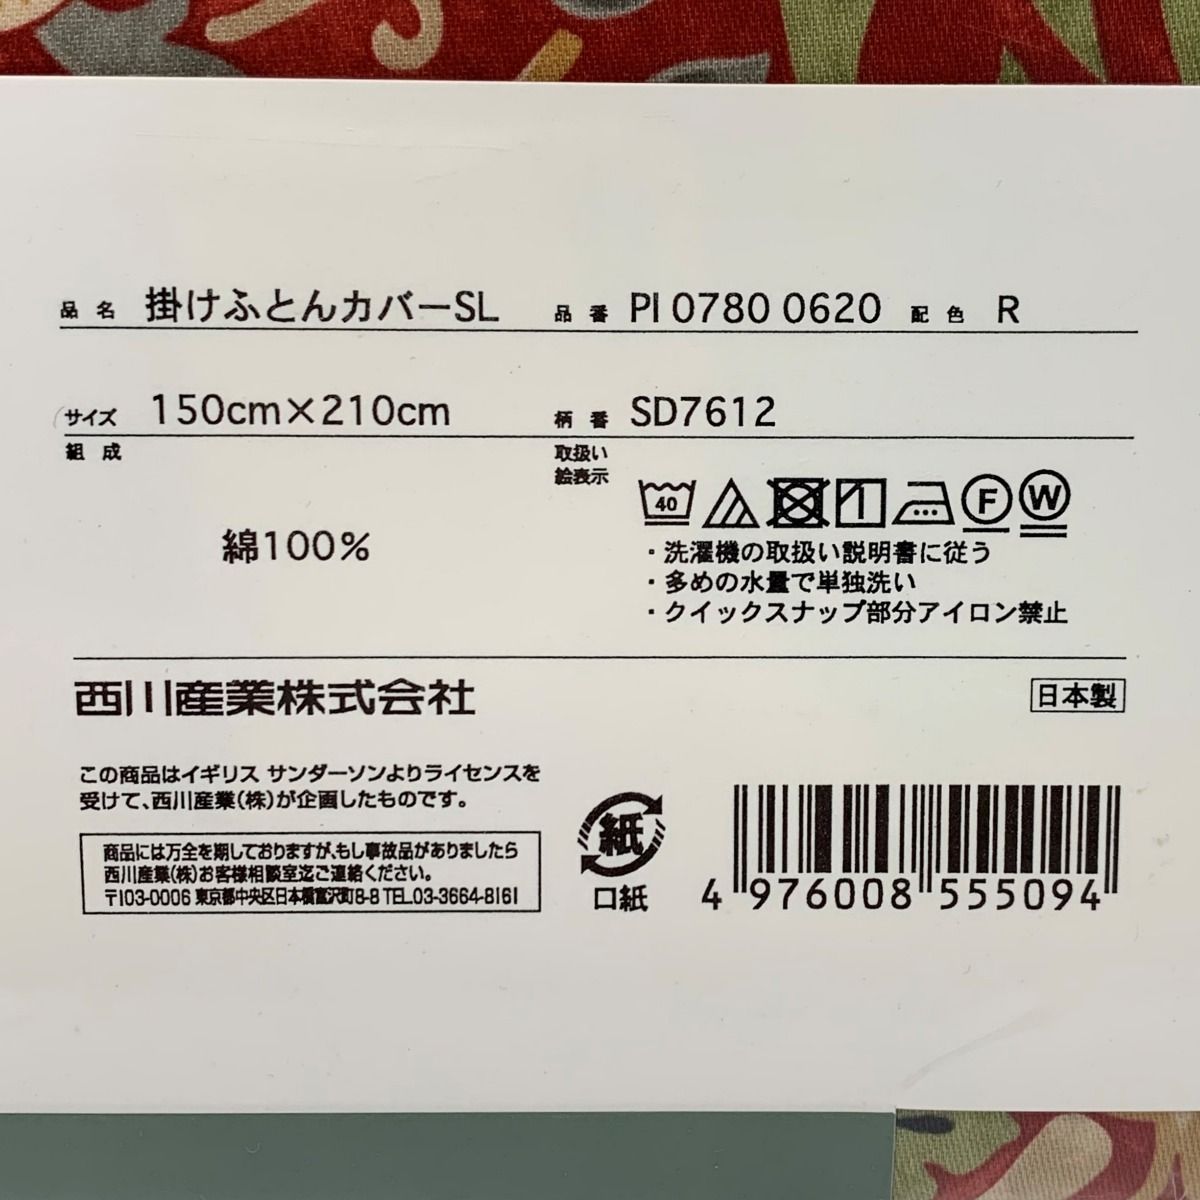 品名 掛けふとんカバーSL 品番 PI 0780 0620 配色 R
サイズ 150cm×210cm 柄番 SD7612
組成 取扱い
絵表示
綿100%
40 1 F W
・洗濯機の取扱い説明書に従う
・多めの水量で単独洗い
・クイックスナップ部分アイロン禁止
西川産業株式会社 日本製
この商品はイギリス サンダーソンよりライセンスを
受けて、西川産業(株)が企画したものです。
商品には万全を期しておりますが、もし事故品がありましたら
西川産業(株)お客様相談室迄ご連絡ください。
〒103-0006 東京都中央区日本橋富沢町8-8 TEL.03-3664-8161
紙
口紙
4 976008 555094